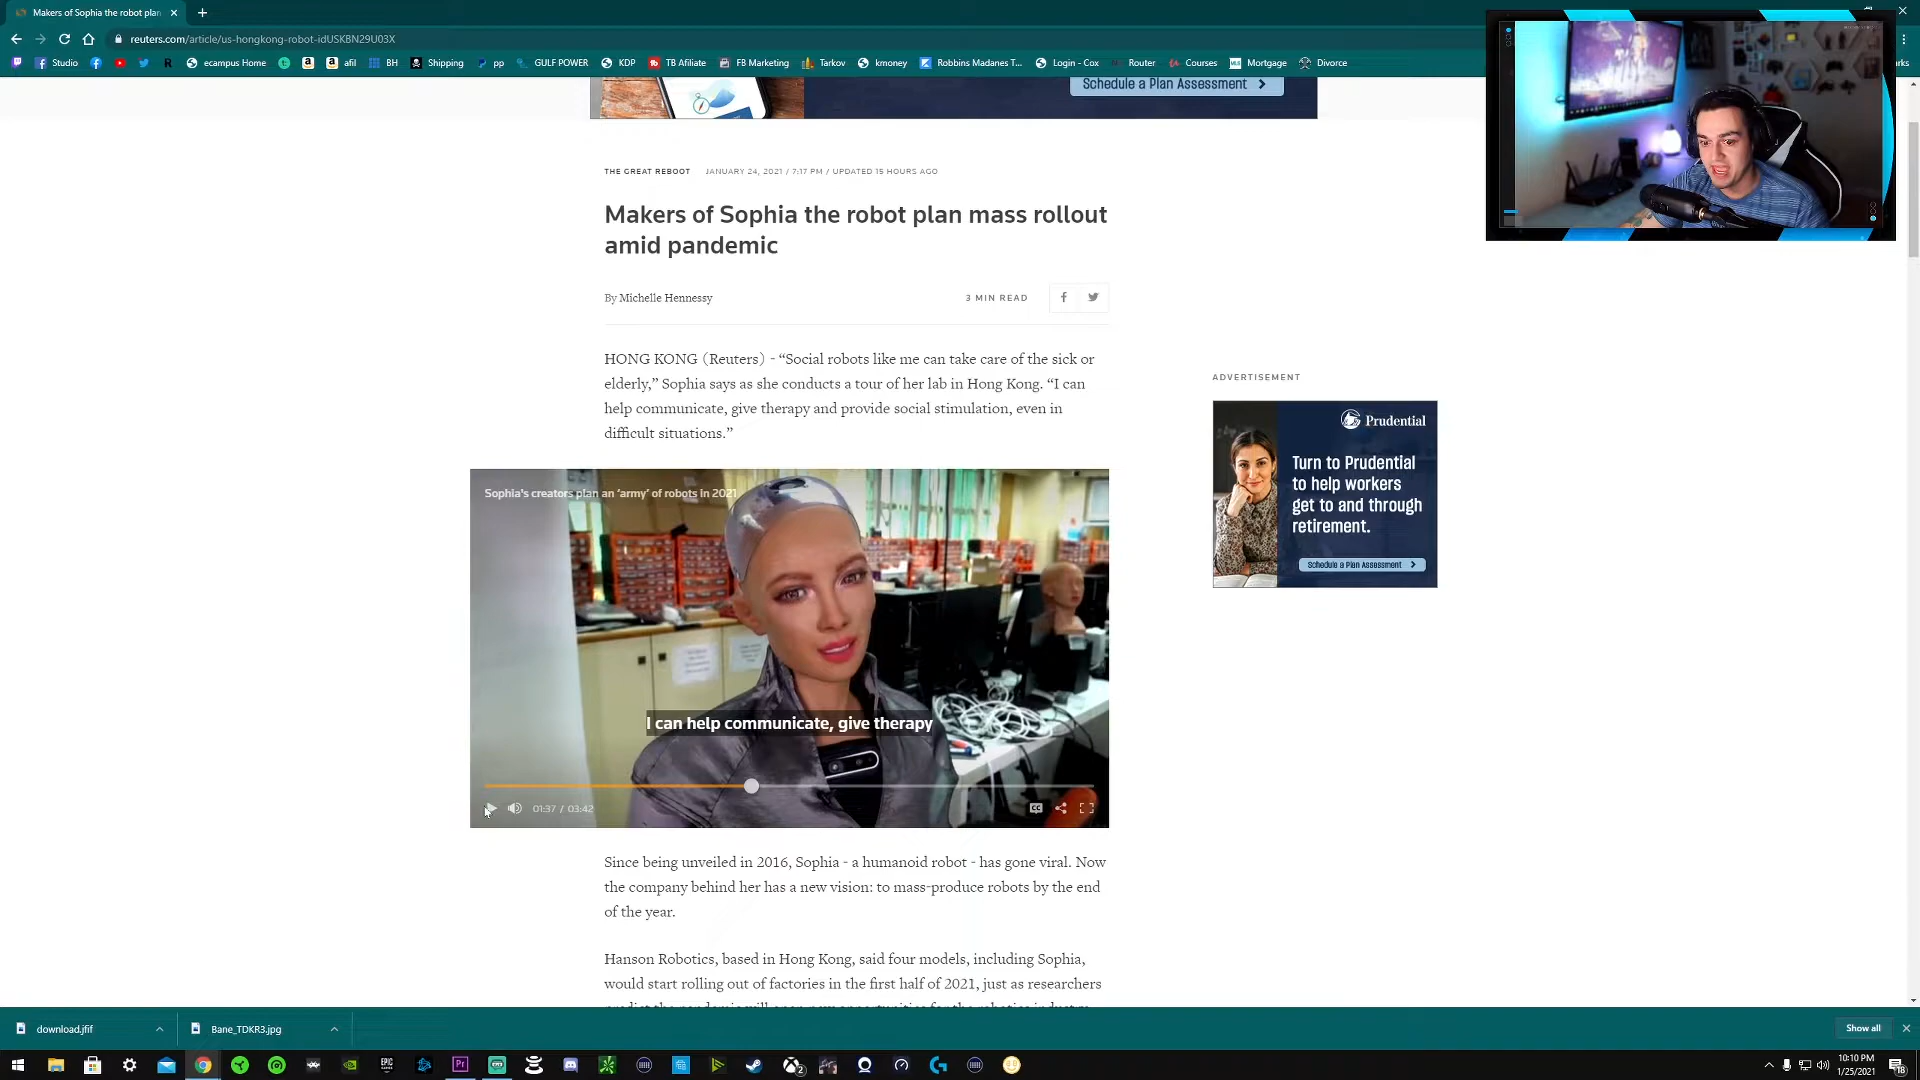 Makers of Sophia the robot plan
reuters.com/article/us-hongkong-robot-idUSKBN29U03X
Studio
ecampus Home
afil
BH
Shipping
pp
GULF POWER
KDP
TB Afiliate
FB Marketing
Tarkov
kmoney
Robbins Madanes T...
Login - Cox
Router
Courses
Mortgage
Divorce
Schedule a Plan Assessment
THE GREAT REBOOT JANUARY 24, 2021 / 7:17 PM / UPDATED 15 HOURS AGO
Makers of Sophia the robot plan mass rollout
amid pandemic
By Michelle Hennessy
3 MIN READ
HONG KONG (Reuters) - “Social robots like me can take care of the sick or
elderly,” Sophia says as she conducts a tour of her lab in Hong Kong. “I can
help communicate, give therapy and provide social stimulation, even in
difficult situations.”
ADVERTISEMENT
Prudential
Turn to Prudential
to help workers
get to and through
retirement.
Schedule a Plan Assessment
Sophia's creators plan an ‘army’ of robots in 2021
I can help communicate, give therapy
01:37 / 03:42
CC
Since being unveiled in 2016, Sophia - a humanoid robot - has gone viral. Now
the company behind her has a new vision: to mass-produce robots by the end
of the year.
Hanson Robotics, based in Hong Kong, said four models, including Sophia,
would start rolling out of factories in the first half of 2021, just as researchers
download.jfif
Bane_TDKR3.jpg
Show all
EPIC
Pr
2
10:10 PM
1/25/2021
18